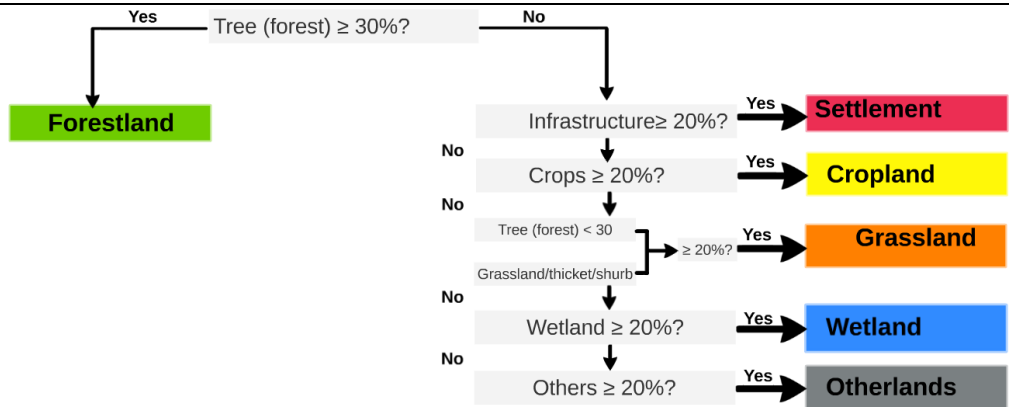 Yes
Tree (forest) ≥ 30%?
No
Forestland
Infrastructure≥ 20%?
Yes
Settlement
No
Crops ≥ 20%?
Yes
Cropland
No
Tree (forest) < 30
Grassland/thicket/shurb
≥ 20%?
Yes
Grassland
No
Wetland ≥ 20%?
Yes
Wetland
No
Others ≥ 20%?
Yes
Otherlands